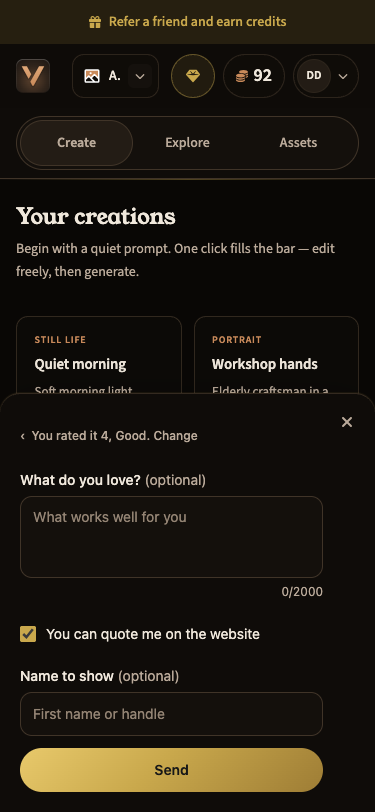 Refer a friend and earn credits
A.
92
DD
Create
Explore
Assets
Your creations
Begin with a quiet prompt. One click fills the bar — edit
freely, then generate.
STILL LIFE
Quiet morning
Soft morning light
PORTRAIT
Workshop hands
Elderly craftsman in a
‹ You rated it 4, Good. Change
×
What do you love? (optional)
What works well for you
0/2000
You can quote me on the website
Name to show (optional)
First name or handle
Send